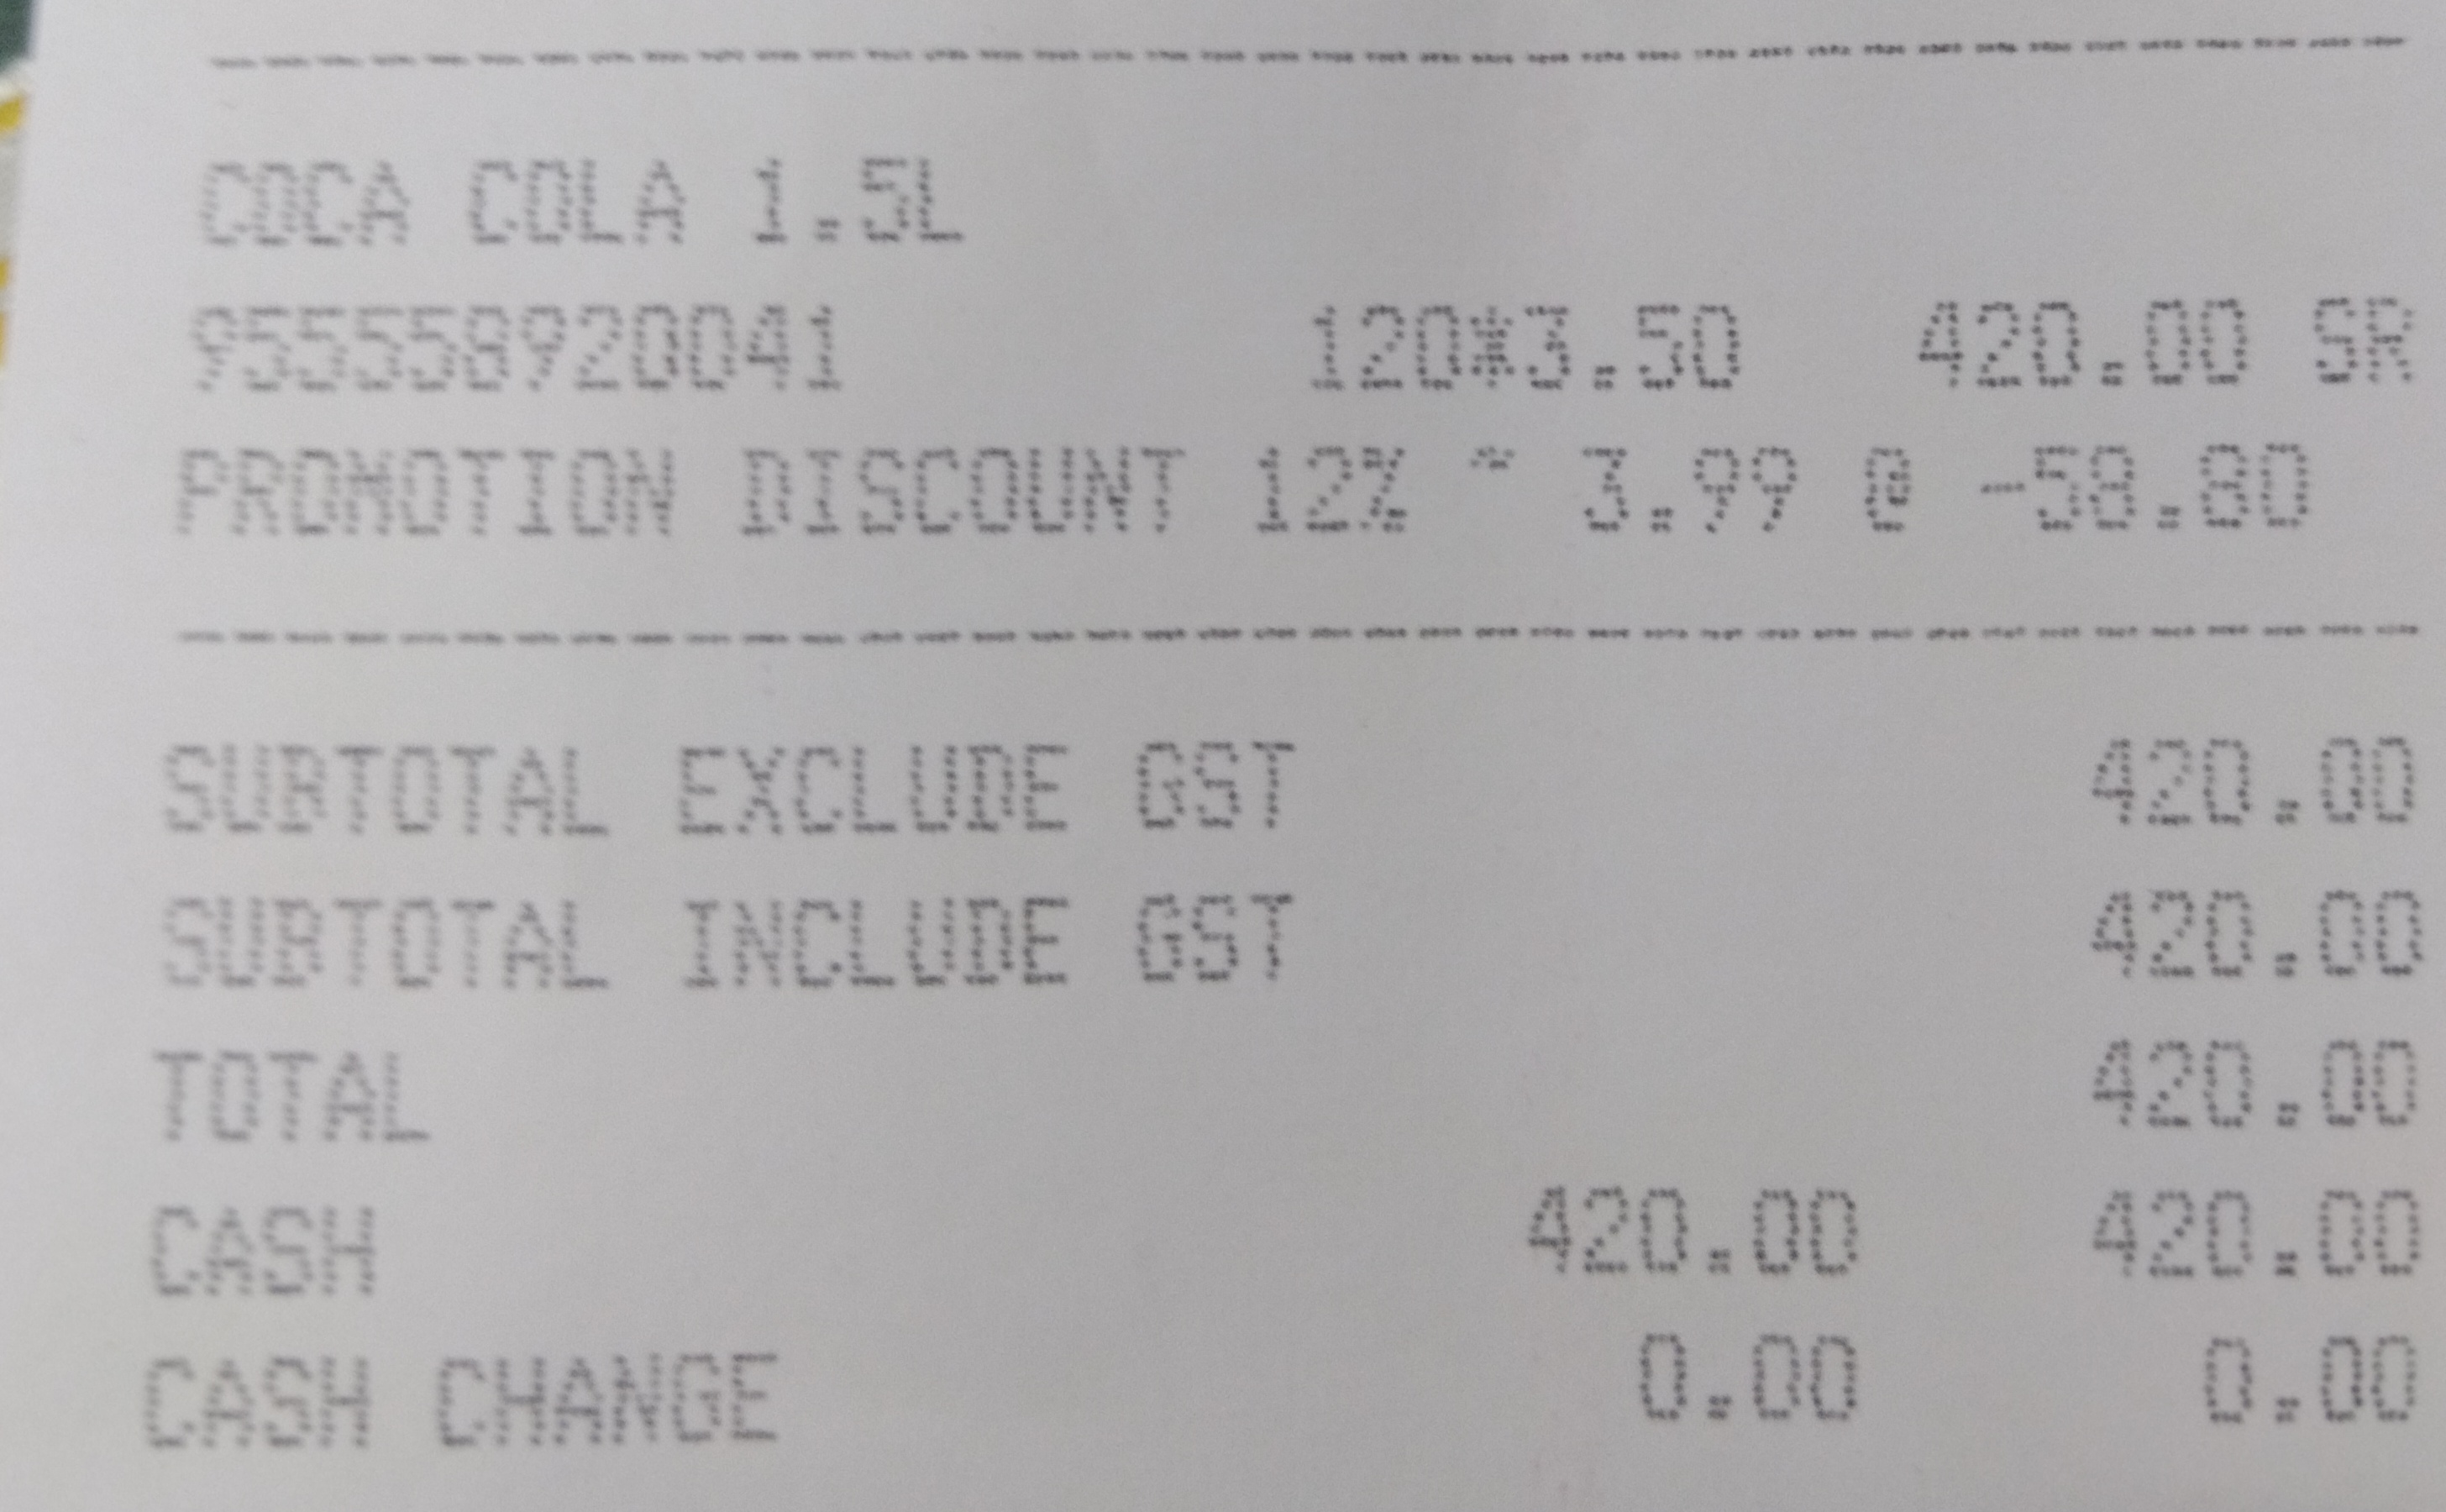 COCA COLA 1.5L
955589200041 120*3.50 420.00 SR
PROMOTION DISCOUNT 12% ^ 3.99 @ -58.80
SUBTOTAL EXCLUDE GST 420.00
SUBTOTAL INCLUDE GST 420.00
TOTAL 420.00
CASH 420.00 420.00
CASH CHANGE 0.00 0.00